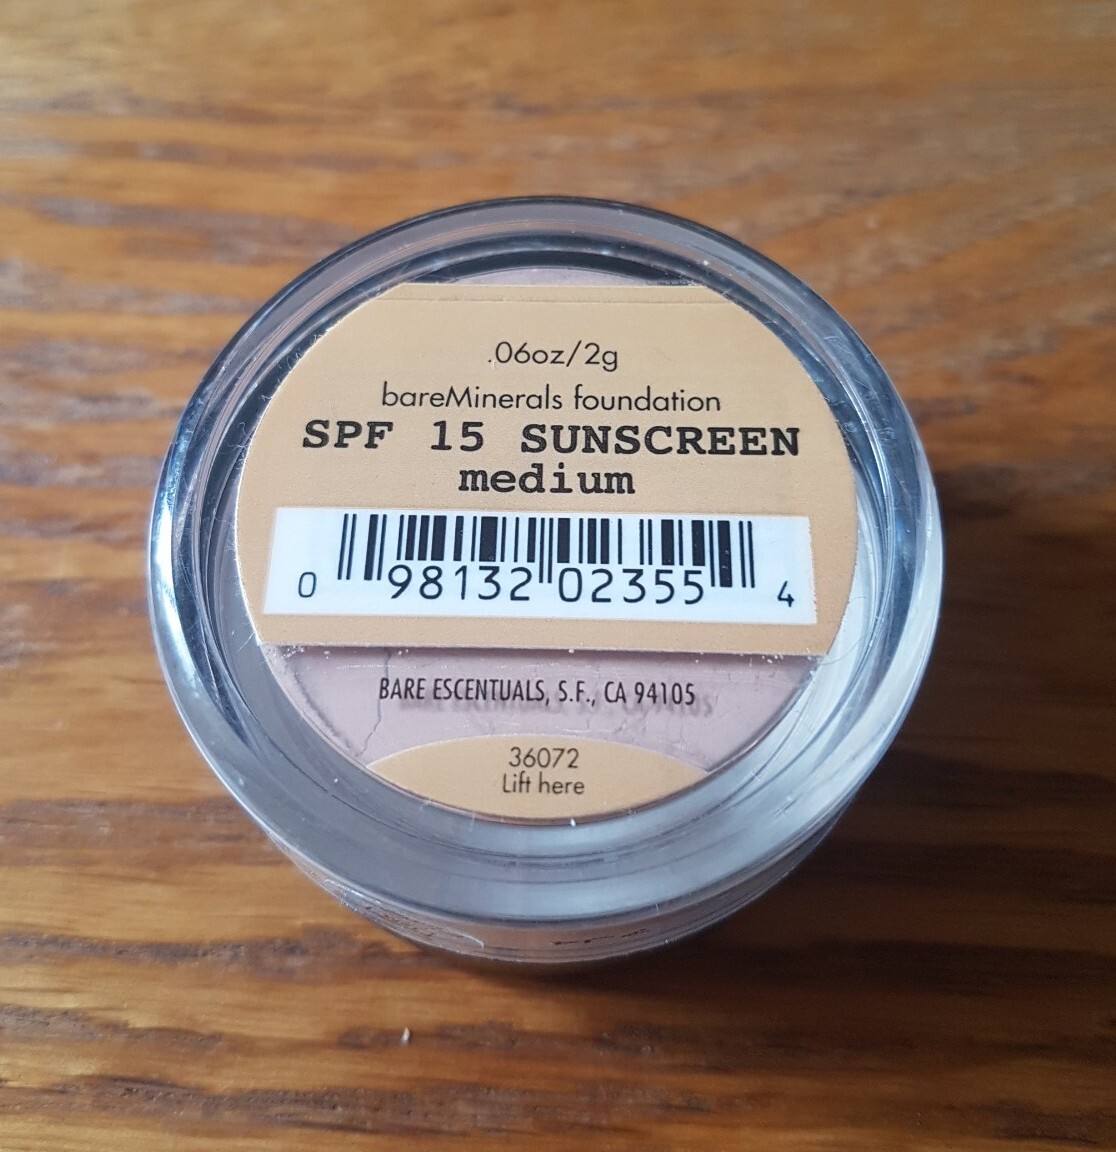 .06oz/2g
bareMinerals foundation
SPF 15 SUNSCREEN
medium
0 98132 02355 4
BARE ESCENTUALS, S.F., CA 94105
36072
Lift here